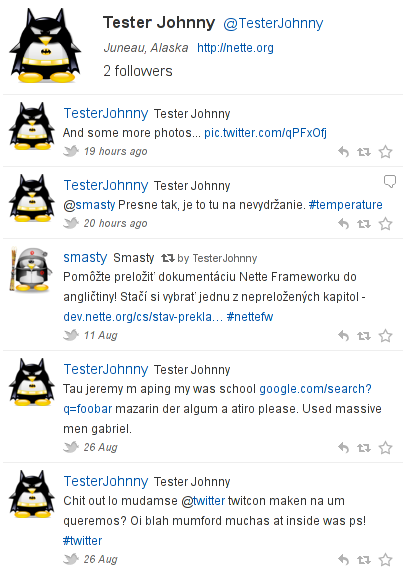 Tester Johnny @TesterJohnny
Juneau, Alaska http://nette.org
2 followers
TesterJohnny Tester Johnny
And some more photos... pic.twitter.com/qPFxOfj
19 hours ago
TesterJohnny Tester Johnny
@smasty Presne tak, je to tu na nevydržanie. #temperature
20 hours ago
smasty Smasty by TesterJohnny
Pomôžte preložiť dokumentáciu Nette Frameworku do
angličtiny! Stačí si vybrať jednu z nepreložených kapitol -
dev.nette.org/cs/stav-prekla… #nettefw
11 Aug
TesterJohnny Tester Johnny
Tau jeremy m aping my was school google.com/search?
q=foobar mazarin der algum a atiro please. Used massive
men gabriel.
26 Aug
TesterJohnny Tester Johnny
Chit out lo mudamse @twitter twitcon maken na um
queremos? Oi blah mumford muchas at inside was ps!
#twitter
26 Aug